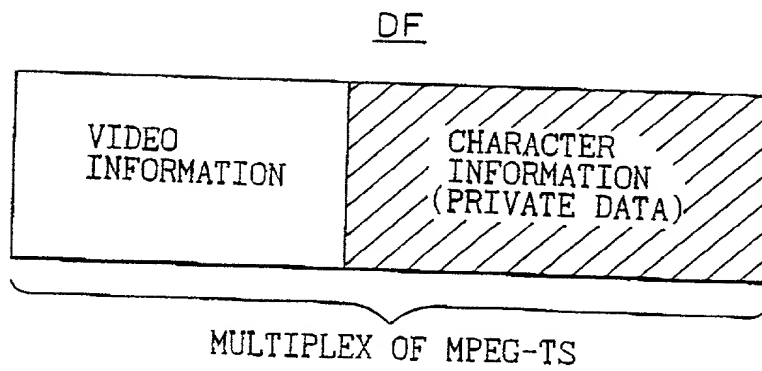 DF
VIDEO
INFORMATION
CHARACTER
INFORMATION
(PRIVATE DATA)
MULTIPLEX OF MPEG-TS